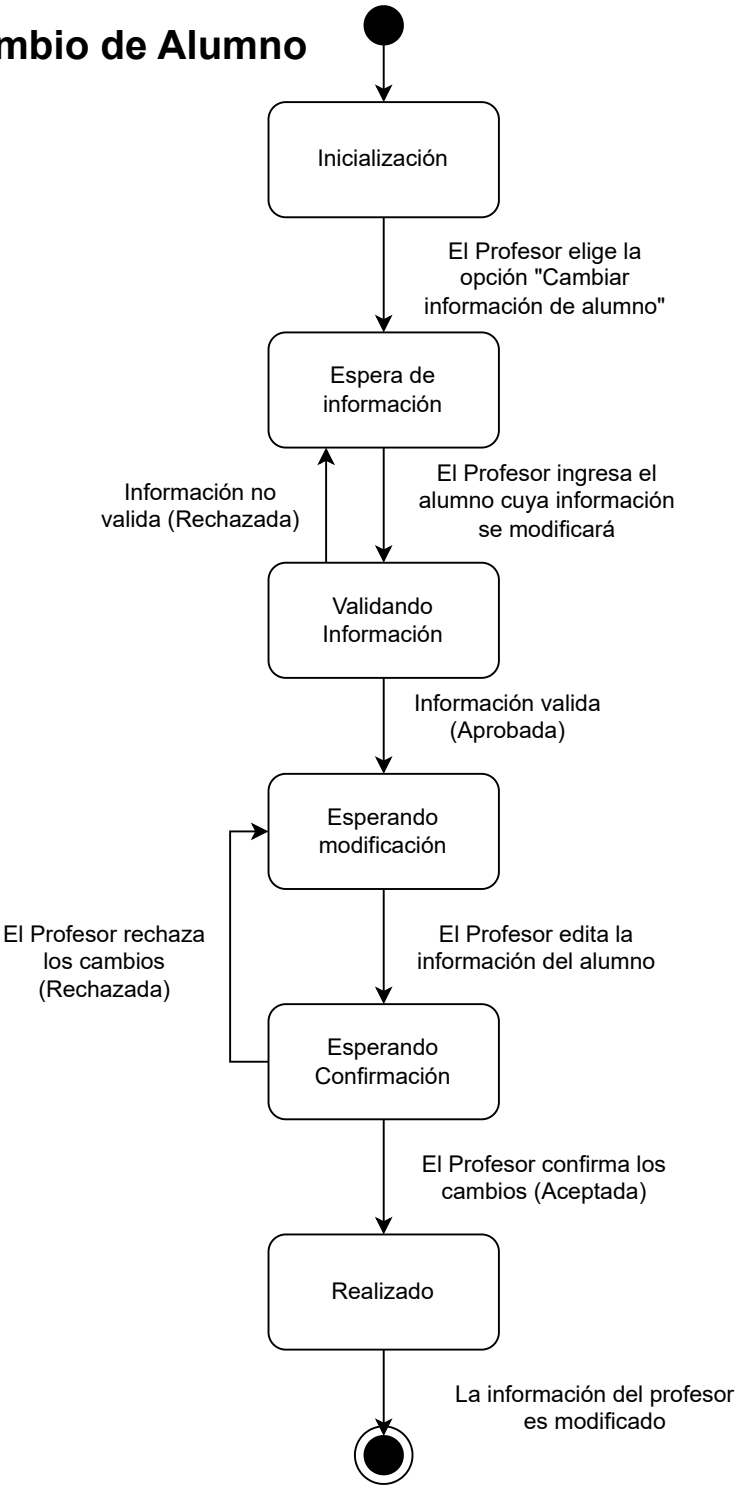 mbio de Alumno
Inicialización
El Profesor elige la
opción "Cambiar
información de alumno"
Espera de
información
Información no
valida (Rechazada)
El Profesor ingresa el
alumno cuya información
se modificará
Validando
Información
Información valida
(Aprobada)
Esperando
modificación
El Profesor rechaza
los cambios
(Rechazada)
El Profesor edita la
información del alumno
Esperando
Confirmación
El Profesor confirma los
cambios (Aceptada)
Realizado
La información del profesor
es modificado